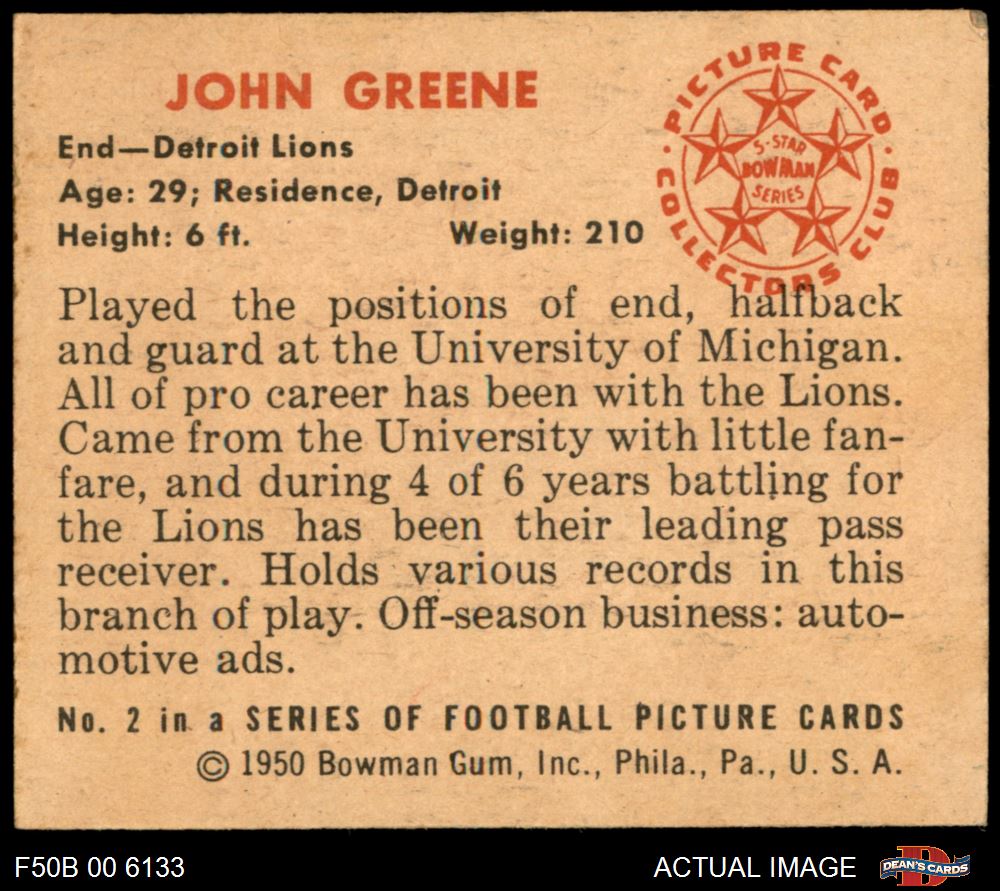 JOHN GREENE
End—Detroit Lions
Age: 29; Residence, Detroit
Height: 6 ft. Weight: 210
PICTURE CARD
COLLECTORS CLUB
5-STAR
BOWMAN
SERIES
Played the positions of end, halfback
and guard at the University of Michigan.
All of pro career has been with the Lions.
Came from the University with little fan-
fare, and during 4 of 6 years battling for
the Lions has been their leading pass
receiver. Holds various records in this
branch of play. Off-season business: auto-
motive ads.
No. 2 in a SERIES OF FOOTBALL PICTURE CARDS
© 1950 Bowman Gum, Inc., Phila., Pa., U. S. A.
F50B 00 6133
ACTUAL IMAGE
DEAN'S CARDS